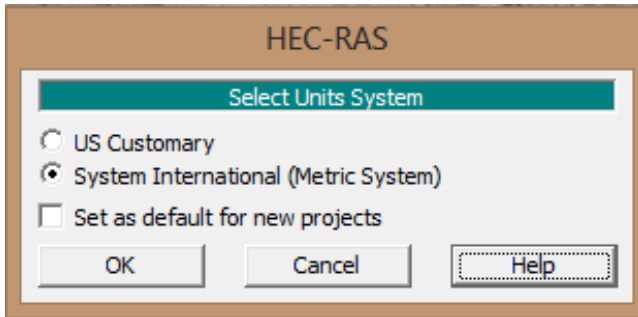 HEC-RAS
Select Units System
US Customary
System International (Metric System)
Set as default for new projects
OK Cancel Help